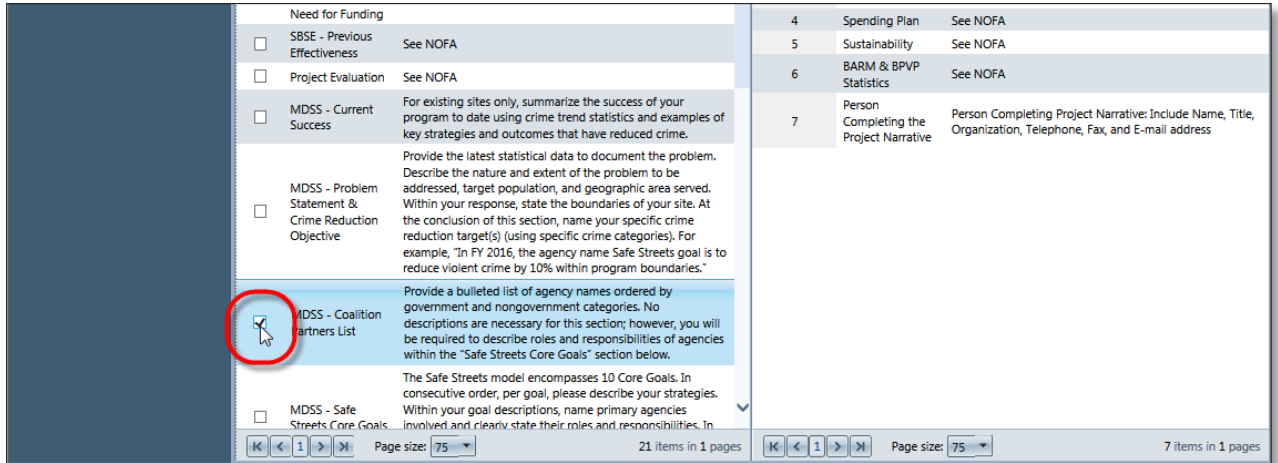 Need for Funding
SBSE - Previous
Effectiveness
See NOFA
Project Evaluation
See NOFA
MDSS - Current
Success
For existing sites only, summarize the success of your
program to date using crime trend statistics and examples of
key strategies and outcomes that have reduced crime.
MDSS - Problem
Statement &
Crime Reduction
Objective
Provide the latest statistical data to document the problem.
Describe the nature and extent of the problem to be
addressed, target population, and geographic area served.
Within your response, state the boundaries of your site. At
the conclusion of this section, name your specific crime
reduction target(s) (using specific crime categories). For
example, "In FY 2016, the agency name Safe Streets goal is to
reduce violent crime by 10% within program boundaries."
MDSS - Coalition
Partners List
Provide a bulleted list of agency names ordered by
government and nongovernment categories. No
descriptions are necessary for this section; however, you will
be required to describe roles and responsibilities of agencies
within the "Safe Streets Core Goals" section below.
MDSS - Safe
Streets Core Goals
The Safe Streets model encompasses 10 Core Goals. In
consecutive order, per goal, please describe your strategies.
Within your goal descriptions, name primary agencies
involved and clearly state their roles and responsibilities. In
1 Page size: 75 21 items in 1 pages
4 Spending Plan See NOFA
5 Sustainability See NOFA
6
BARM & BPVP
Statistics
See NOFA
7
Person
Completing the
Project Narrative
Person Completing Project Narrative: Include Name, Title,
Organization, Telephone, Fax, and E-mail address
1 Page size: 75 7 items in 1 pages